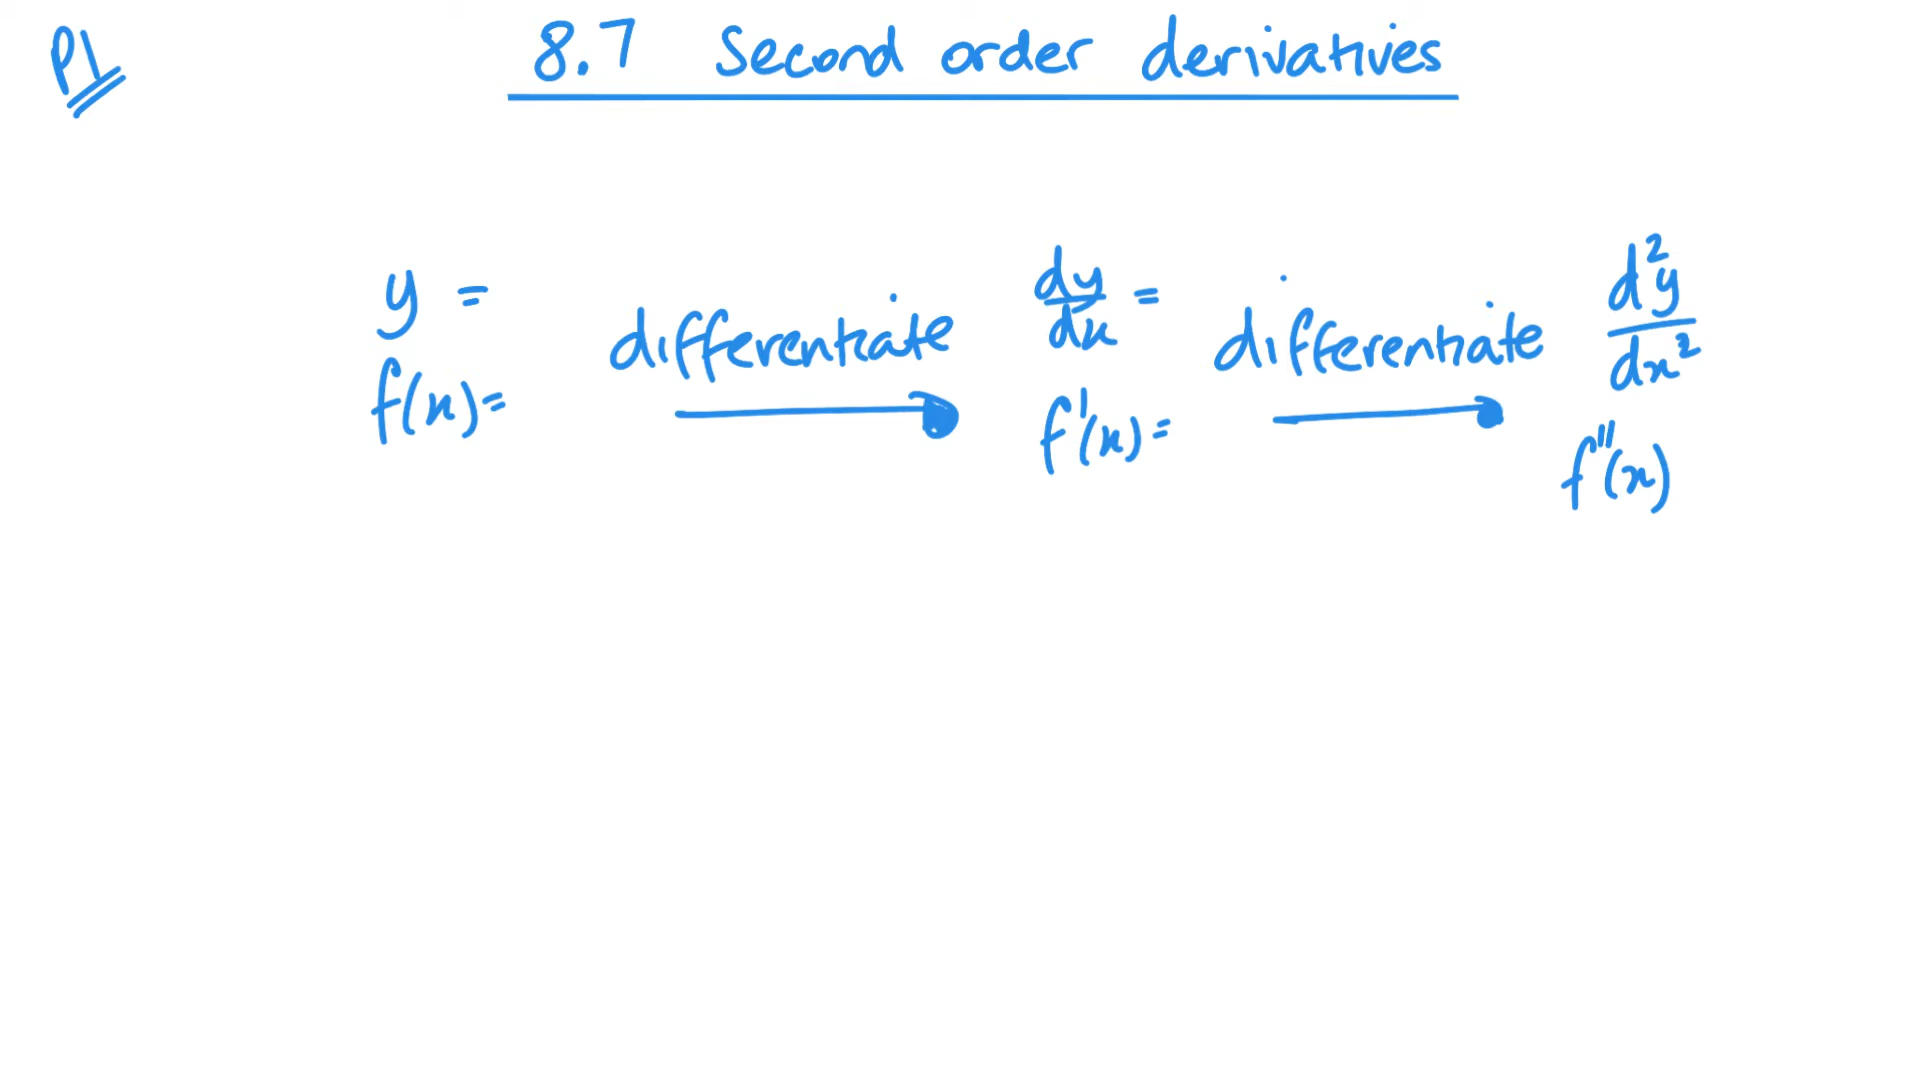 P1
8.7 Second order derivatives
y = differentiate dy/dx = differentiate d²y/dx²
f(x)= f'(x)= f''(x)